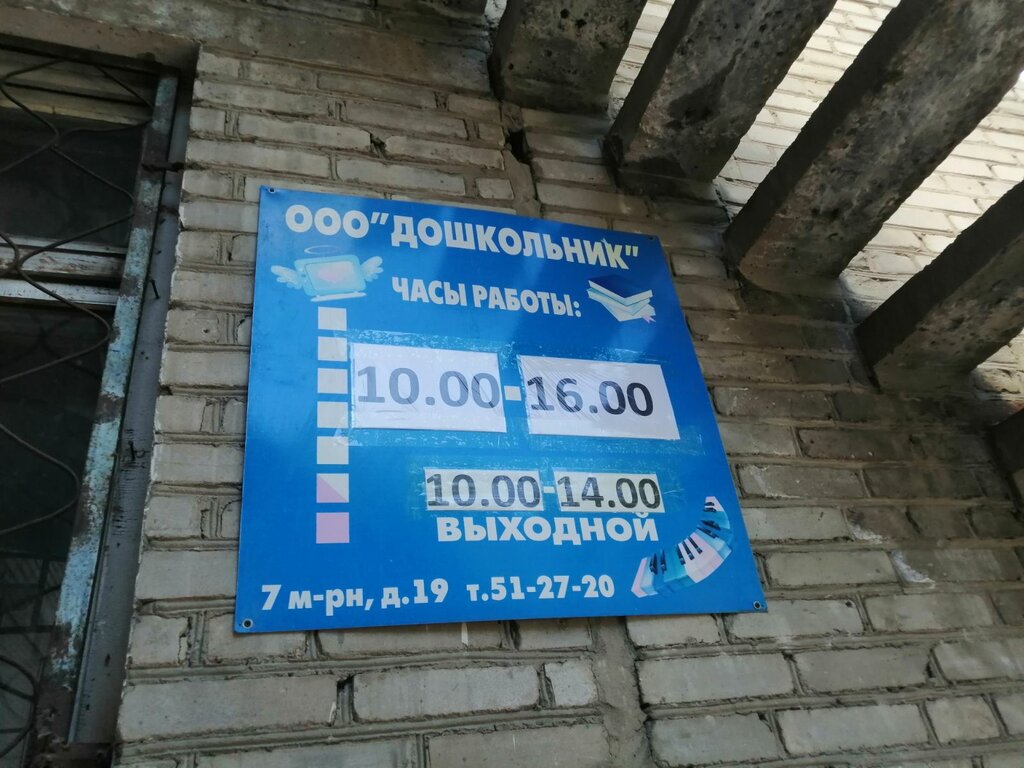 ООО"ДОШКОЛЬНИК"
ЧАСЫ РАБОТЫ:
10.00-16.00
10.00-14.00
ВЫХОДНОЙ
7 м-рн, д.19 т.51-27-20